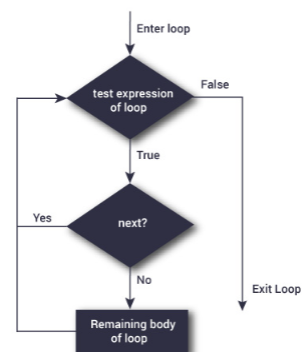 Enter loop
test expression
of loop
False
True
next?
Yes
No
Exit Loop
Remaining body
of loop